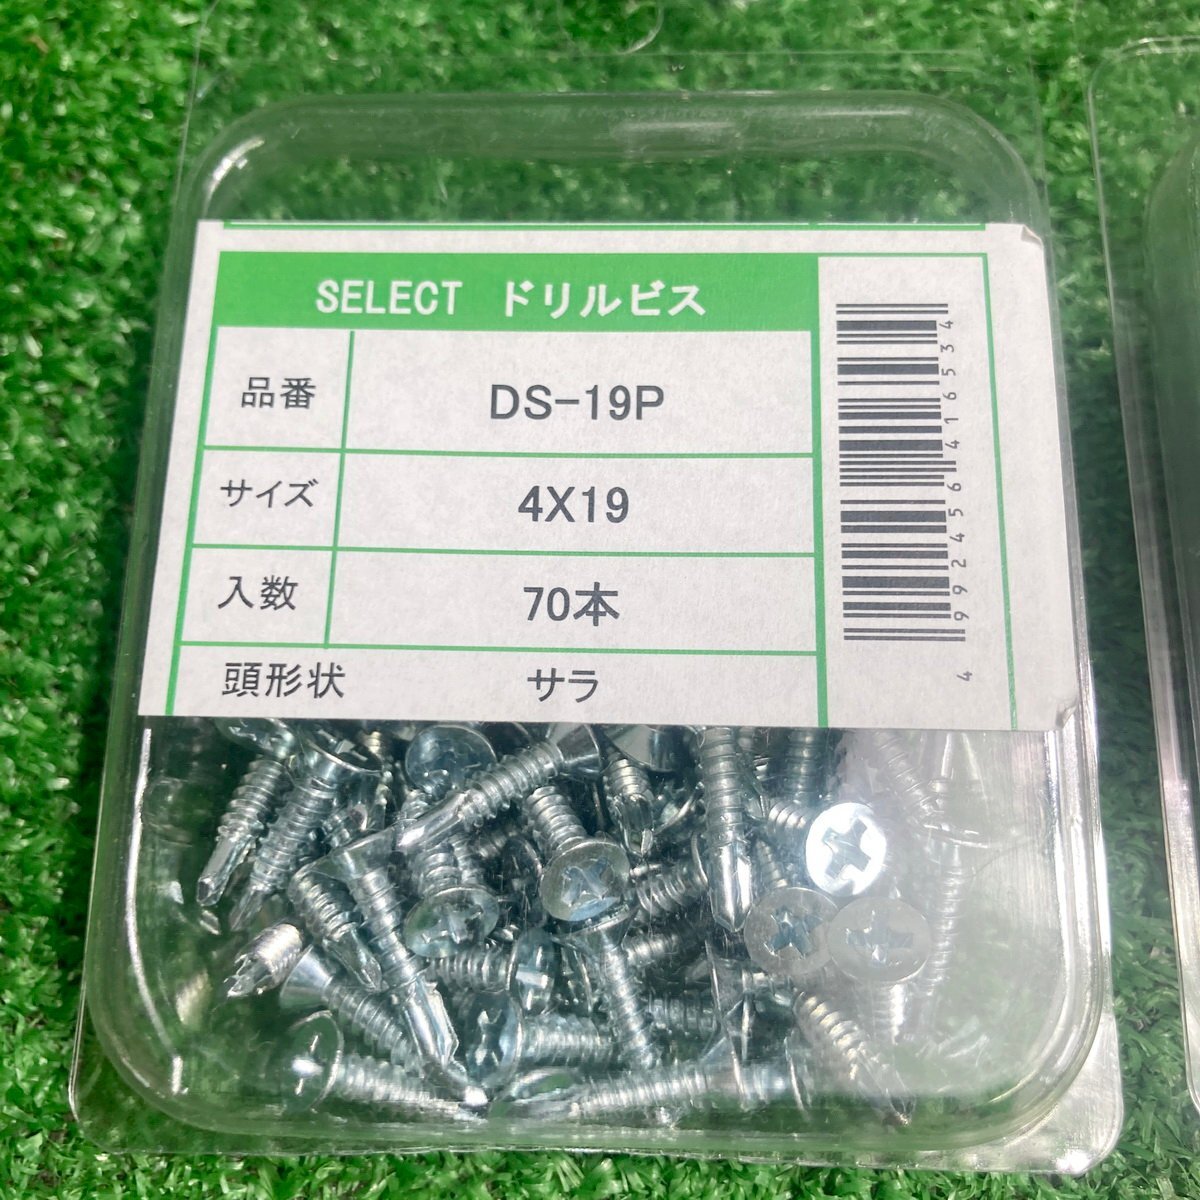 SELECT ドリルビス
品番 DS-19P
サイズ 4X19
入数 70本
頭形状 サラ
4 992456 416534